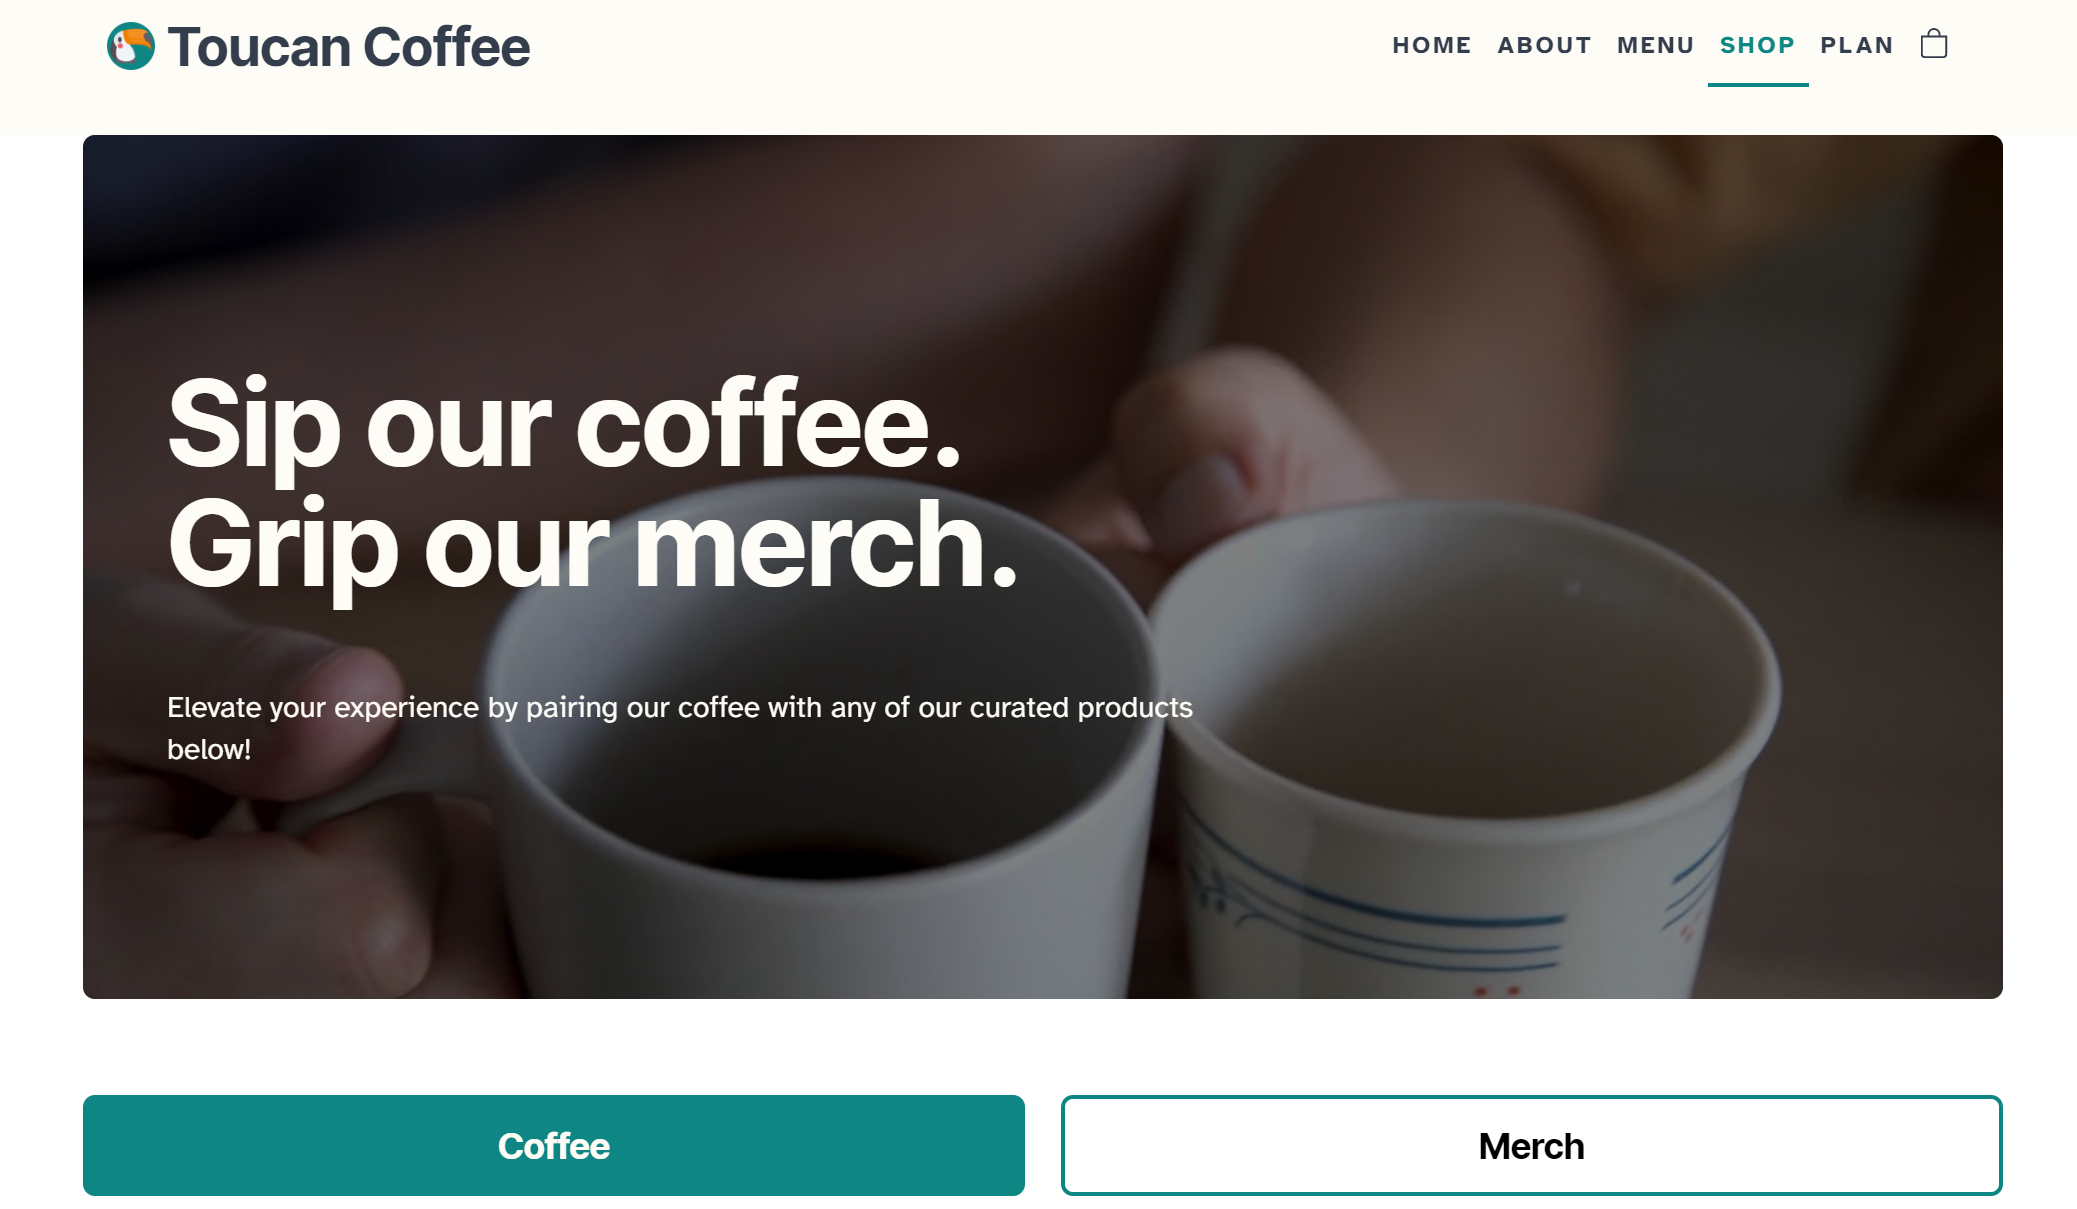 Toucan Coffee
HOME ABOUT MENU SHOP PLAN
Sip our coffee.
Grip our merch.
Elevate your experience by pairing our coffee with any of our curated products
below!
Coffee
Merch